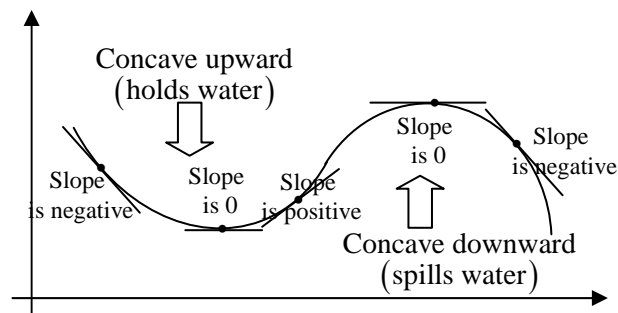 Concave upward
(holds water)
Slope
is negative
Slope
is 0
Slope
is positive
Slope
is 0
Slope
is negative
Concave downward
(spills water)